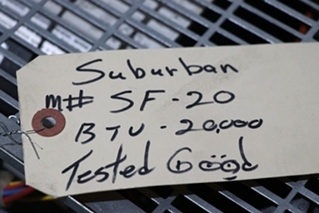 Suburban
M# SF-20
BTU - 20,000
Tested Good